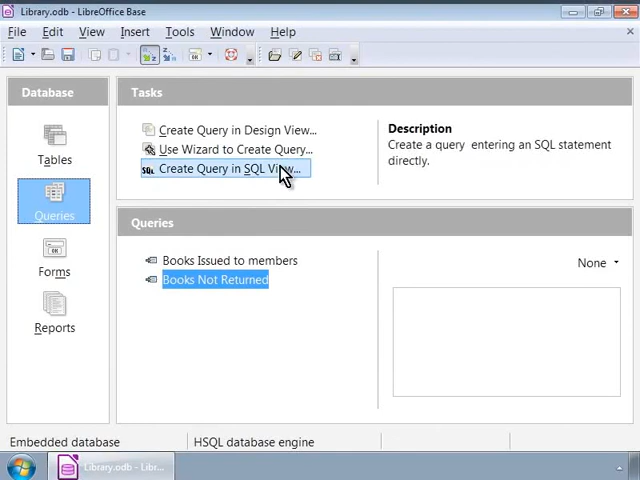 Library.odb - LibreOffice Base
File Edit View Insert Tools Window Help
Database
Tables
Queries
Forms
Reports
Tasks
Create Query in Design View...
Use Wizard to Create Query...
SQL Create Query in SQL View...
Description
Create a query entering an SQL statement
directly.
Queries
Books Issued to members
Books Not Returned
None
Embedded database HSQL database engine
Library.odb - Libr...